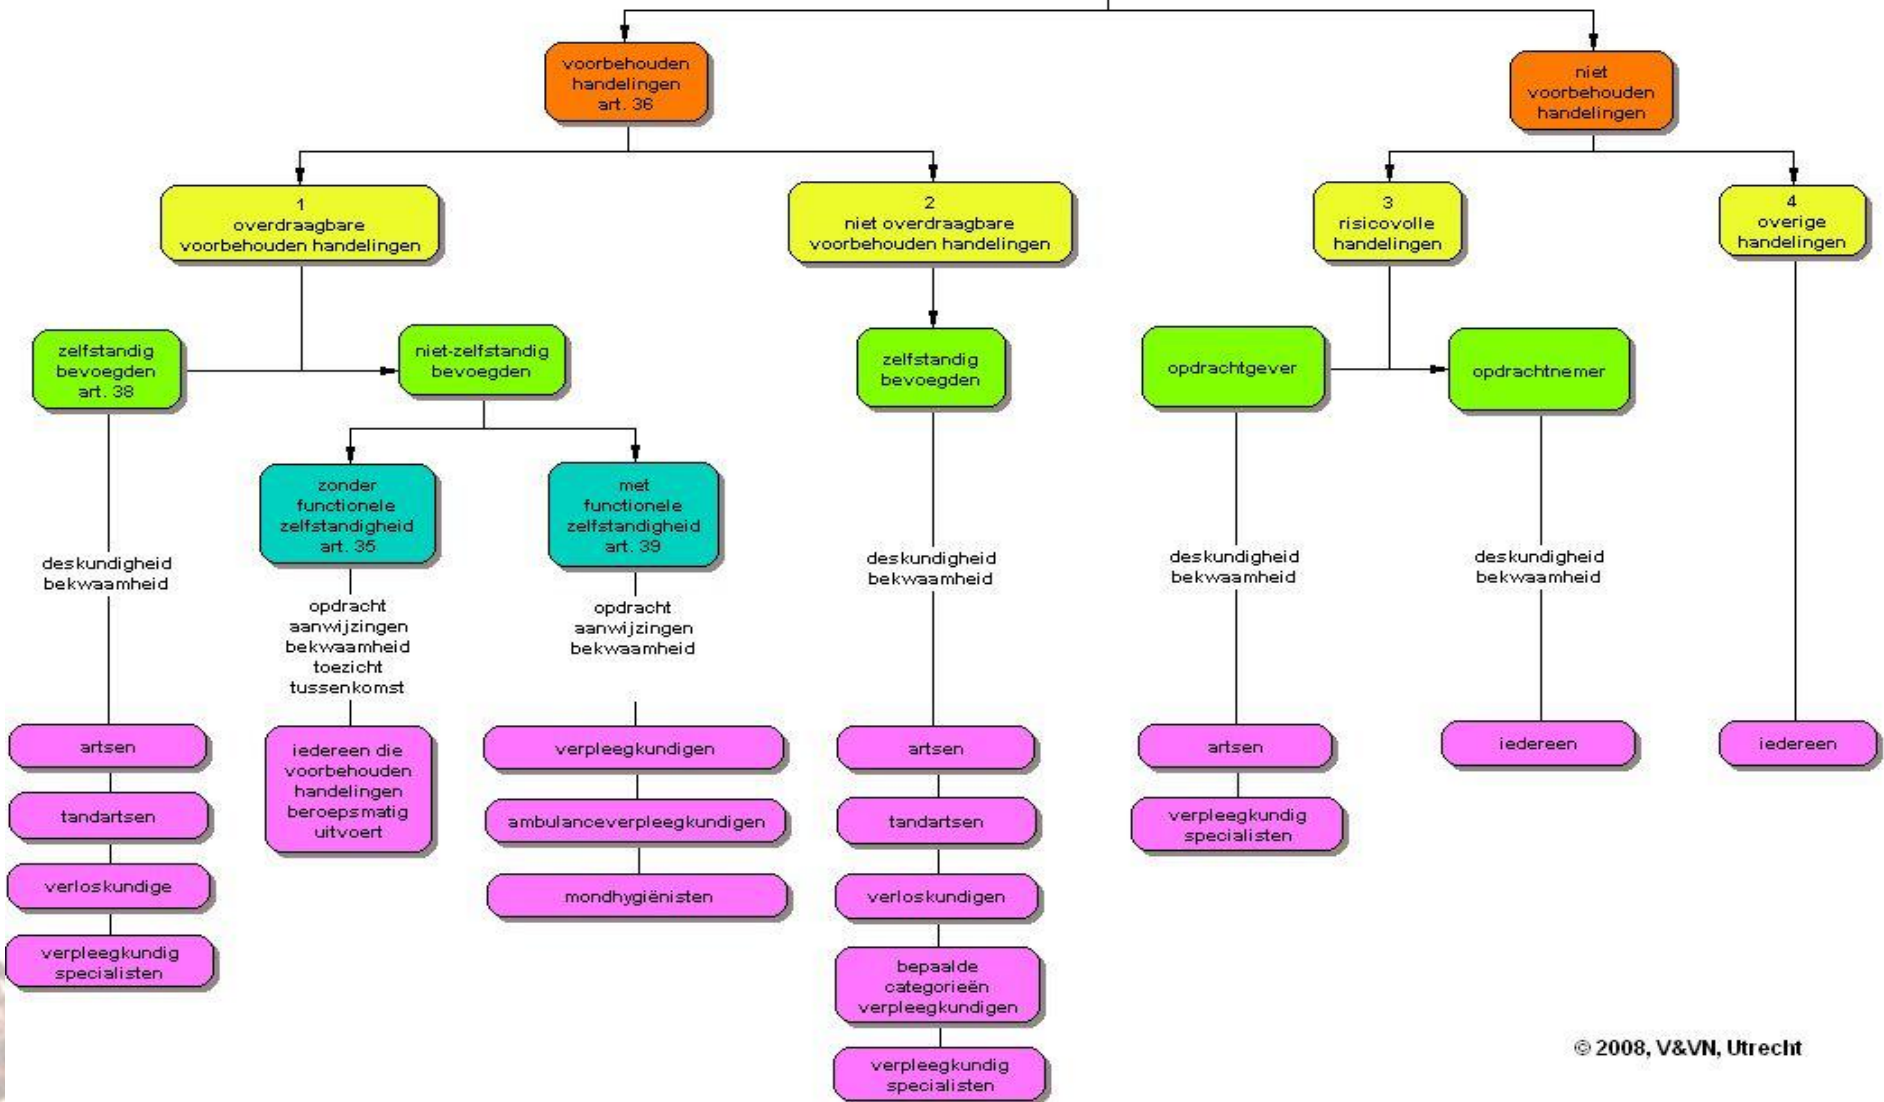 voorbehouden
handelingen
art. 36
niet
voorbehouden
handelingen
1
overdraagbare
voorbehouden handelingen
2
niet overdraagbare
voorbehouden handelingen
3
risicovolle
handelingen
4
overige
handelingen
zelfstandig
bevoegden
art. 38
niet-zelfstandig
bevoegden
zelfstandig
bevoegden
opdrachtgever
opdrachtnemer
zonder
functionele
zelfstandigheid
art. 35
met
functionele
zelfstandigheid
art. 39
deskundigheid
bekwaamheid
opdracht
aanwijzingen
bekwaamheid
toezicht
tussenkomst
opdracht
aanwijzingen
bekwaamheid
deskundigheid
bekwaamheid
deskundigheid
bekwaamheid
deskundigheid
bekwaamheid
artsen
tandartsen
verloskundige
verpleegkundig
specialisten
iedereen die
voorbehouden
handelingen
beroepsmatig
uitvoert
verpleegkundigen
ambulanceverpleegkundigen
mondhygiënisten
artsen
tandartsen
verloskundigen
bepaalde
categorieën
verpleegkundigen
verpleegkundig
specialisten
artsen
verpleegkundig
specialisten
iedereen
iedereen
© 2008, V&VN, Utrecht